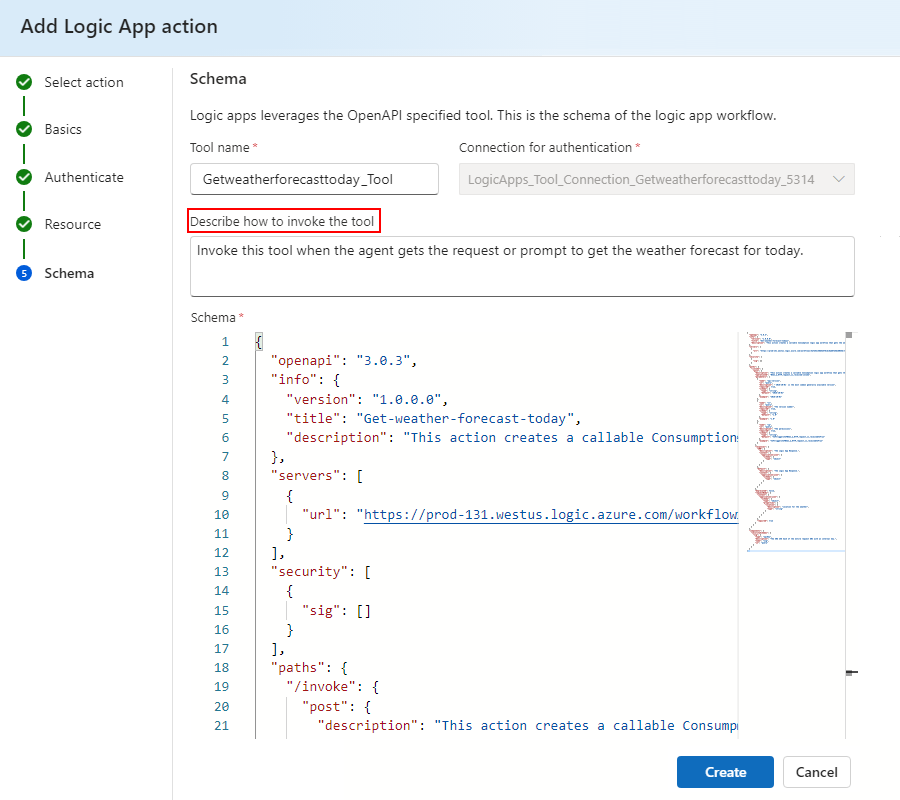 Add Logic App action
Select action
Basics
Authenticate
Resource
5 Schema
Schema
Logic apps leverages the OpenAPI specified tool. This is the schema of the logic app workflow.
Tool name * Connection for authentication *
Getweatherforecasttoday_Tool LogicApps_Tool_Connection_Getweatherforecasttoday_5314
Describe how to invoke the tool
Invoke this tool when the agent gets the request or prompt to get the weather forecast for today.
Schema *
1 {
2 "openapi": "3.0.3",
3 "info": {
4 "version": "1.0.0.0",
5 "title": "Get-weather-forecast-today",
6 "description": "This action creates a callable Consumption
7 },
8 "servers": [
9 {
10 "url": "https://prod-131.westus.logic.azure.com/workflow
11 }
12 ],
13 "security": [
14 {
15 "sig": []
16 }
17 ],
18 "paths": {
19 "/invoke": {
20 "post": {
21 "description": "This action creates a callable Consump
Create Cancel